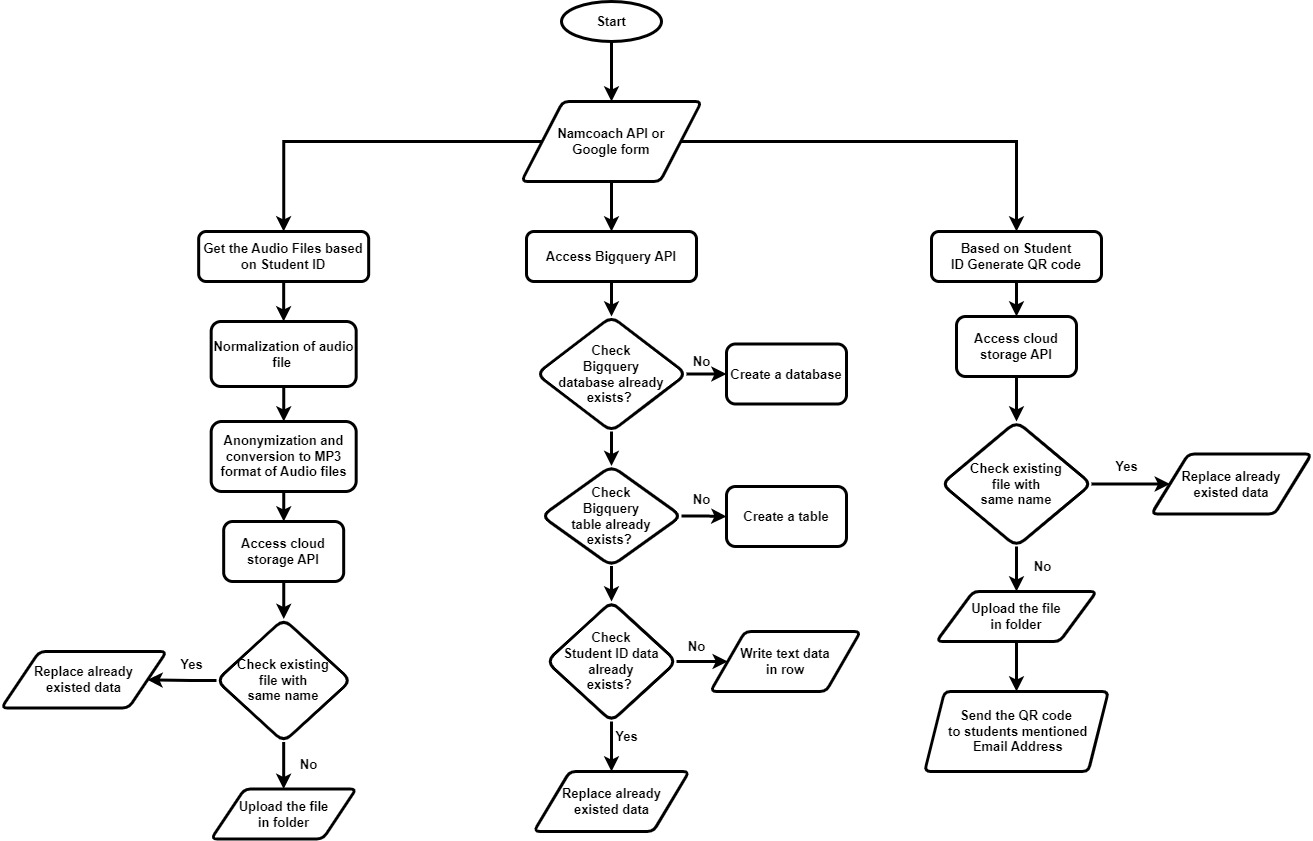 Start
Namcoach API or
Google form
Get the Audio Files based
on Student ID
Normalization of audio
file
Anonymization and
conversion to MP3
format of Audio files
Access cloud
storage API
Check existing
file with
same name
Yes
Replace already
existed data
No
Upload the file
in folder
Access Bigquery API
Check
Bigquery
database already
exists?
No
Create a database
Check
Bigquery
table already
exists?
No
Create a table
Check
Student ID data
already
exists?
No
Write text data
in row
Yes
Replace already
existed data
Based on Student
ID Generate QR code
Access cloud
storage API
Check existing
file with
same name
Yes
Replace already
existed data
No
Upload the file
in folder
Send the QR code
to students mentioned
Email Address